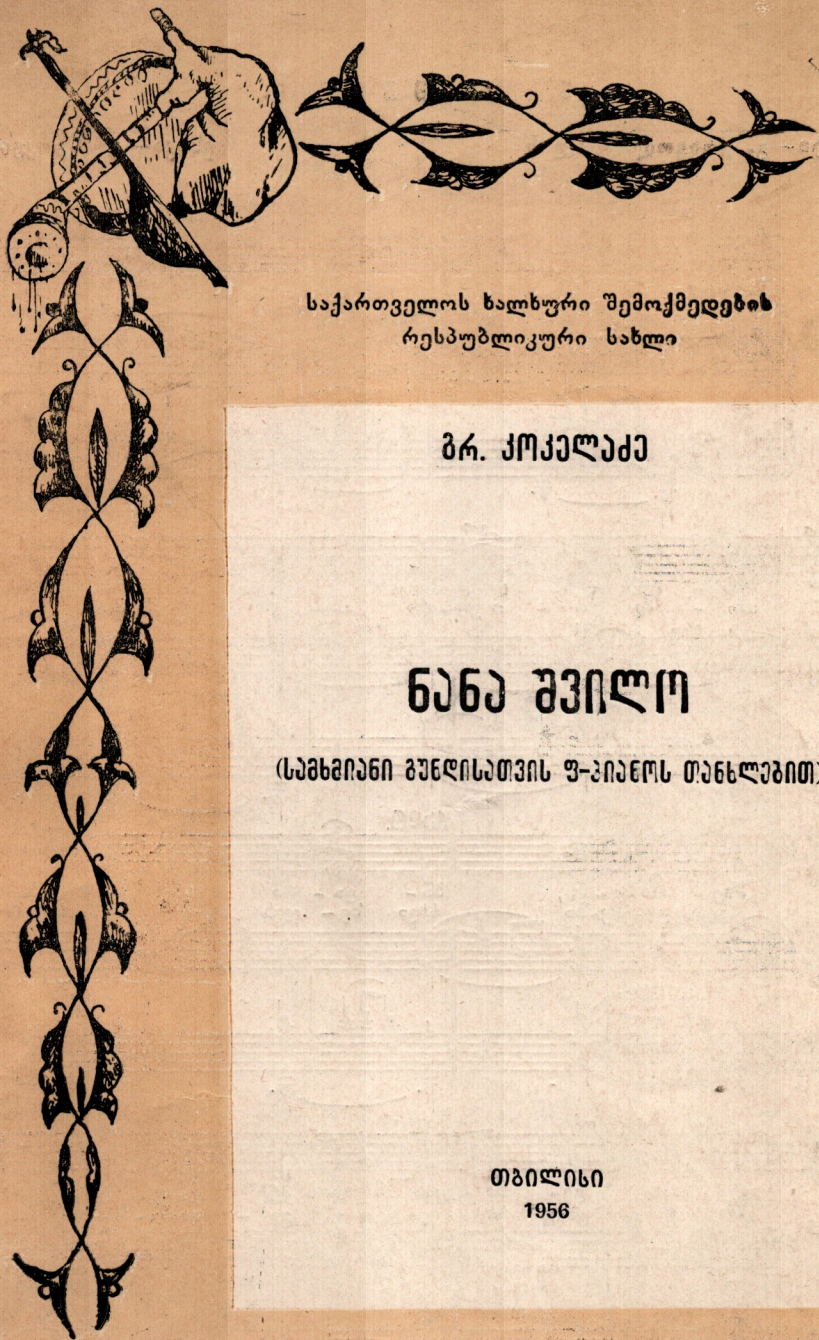 საქართველოს ხალხური შემოქმედების
რესპუბლიკური სახლი
გრ. კოკელაძე
ნანა შვილო
(სამხმიანი გუნდისათვის ფ-პიანოს თანხლებით)
თბილისი
1956